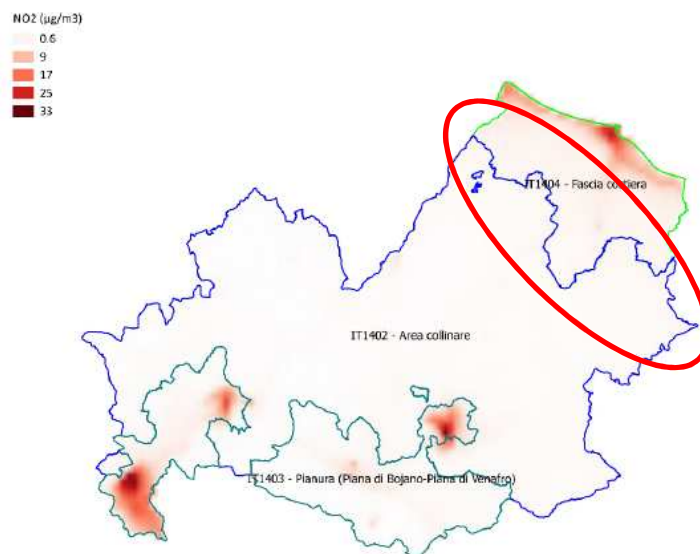 NO2 (µg/m3)
0.6
9
17
25
33
IT1404 - Fascia costiera
IT1402 - Area collinare
IT1403 - Pianura (Piana di Bojano-Piana di Venafro)